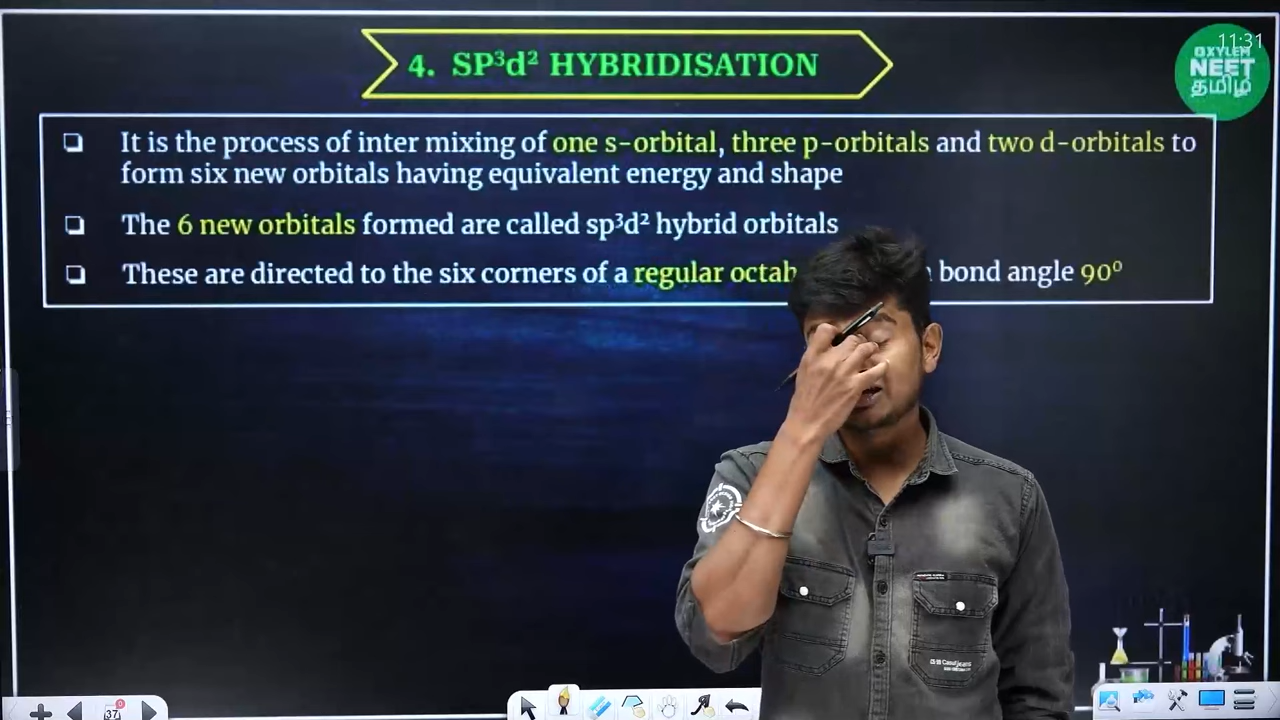 4. SP³d² HYBRIDISATION
11:31
OXYLEM
NEET
தமிழ்
❑ It is the process of inter mixing of one s-orbital, three p-orbitals and two d-orbitals to
form six new orbitals having equivalent energy and shape
❑ The 6 new orbitals formed are called sp³d² hybrid orbitals
❑ These are directed to the six corners of a regular octah bond angle 90⁰
37